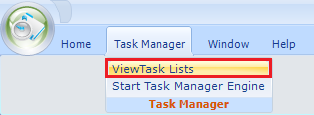 Home Task Manager Window Help
ViewTask Lists
Start Task Manager Engine
Task Manager